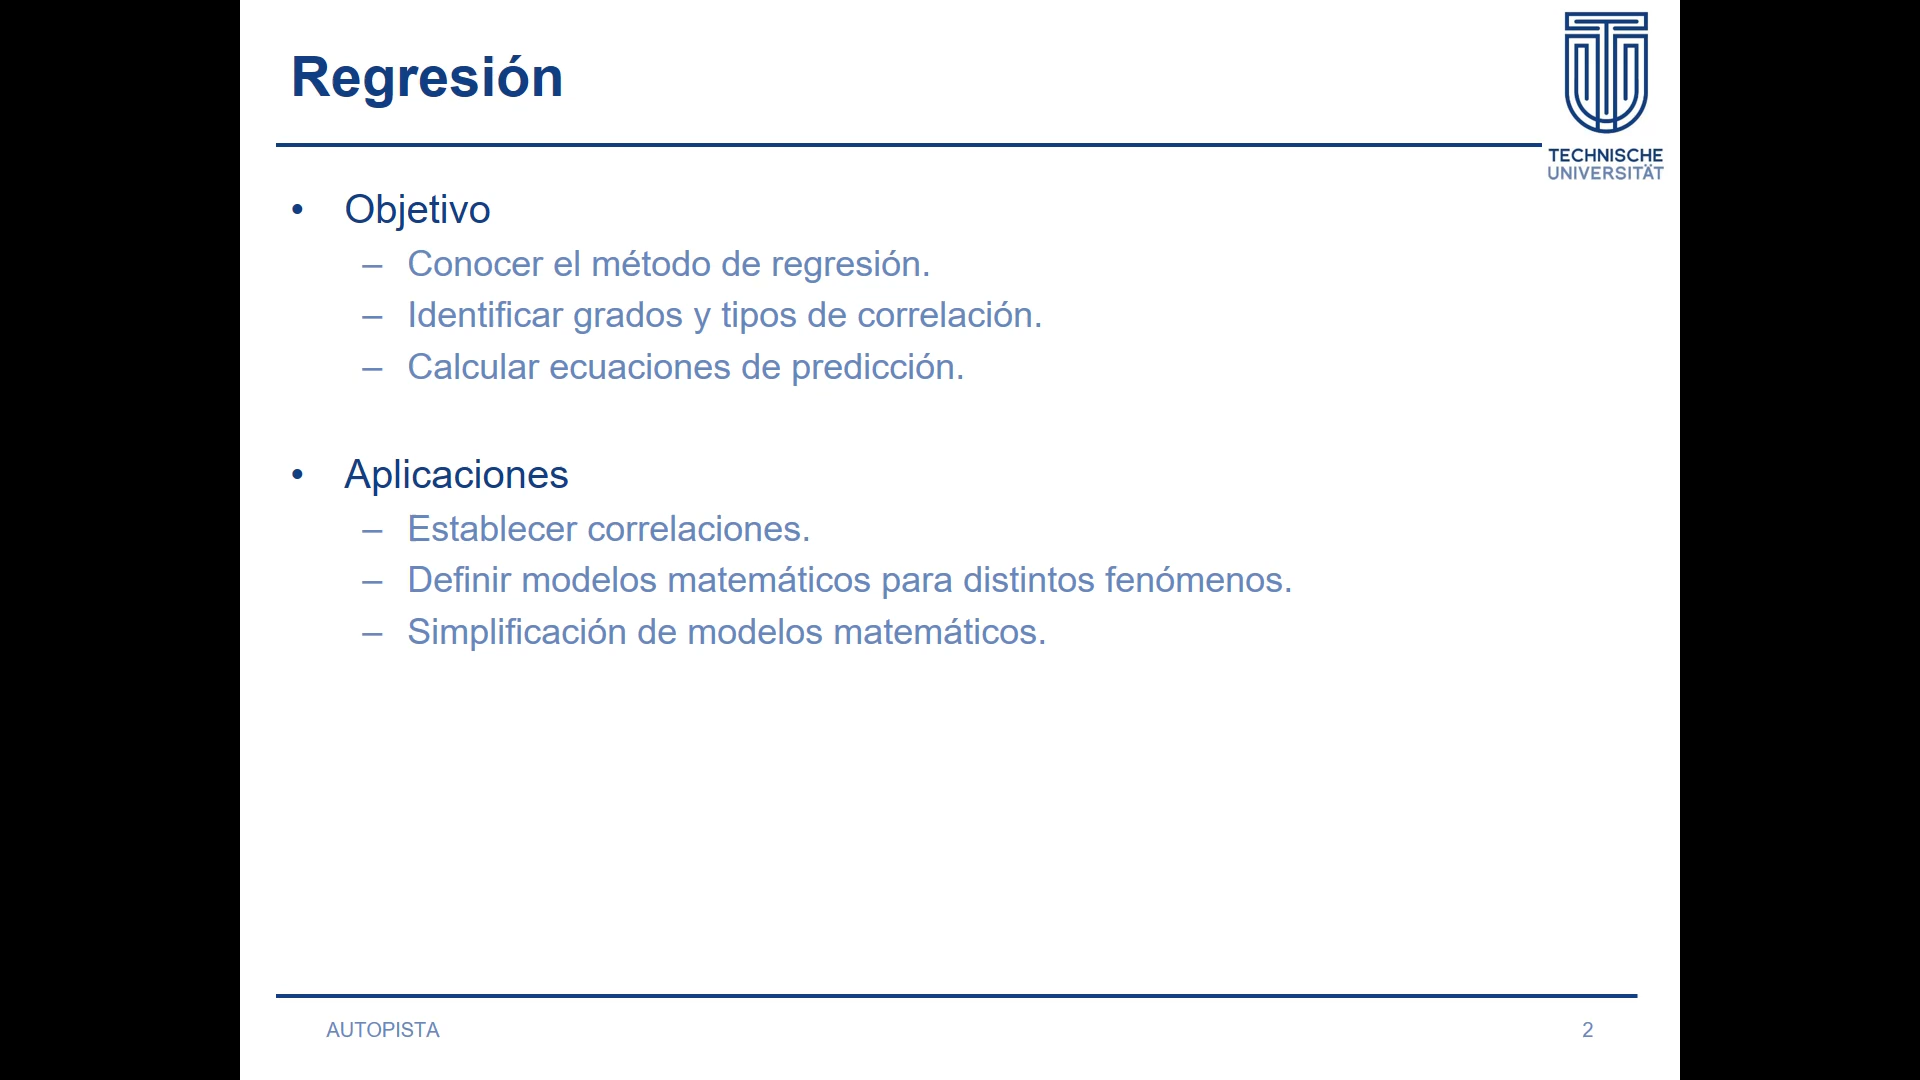 Regresión
TECHNISCHE
UNIVERSITÄT
• Objetivo
– Conocer el método de regresión.
– Identificar grados y tipos de correlación.
– Calcular ecuaciones de predicción.
• Aplicaciones
– Establecer correlaciones.
– Definir modelos matemáticos para distintos fenómenos.
– Simplificación de modelos matemáticos.
AUTOPISTA
2